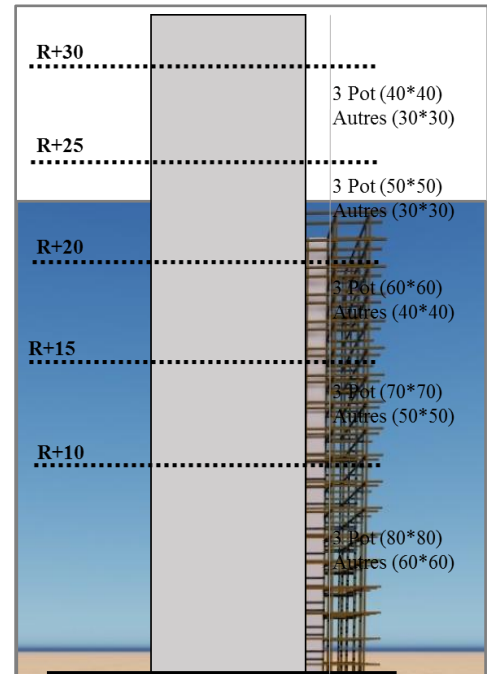 R+30
3 Pot (40*40)
Autres (30*30)
R+25
3 Pot (50*50)
Autres (30*30)
R+20
3 Pot (60*60)
Autres (40*40)
R+15
3 Pot (70*70)
Autres (50*50)
R+10
3 Pot (80*80)
Autres (60*60)